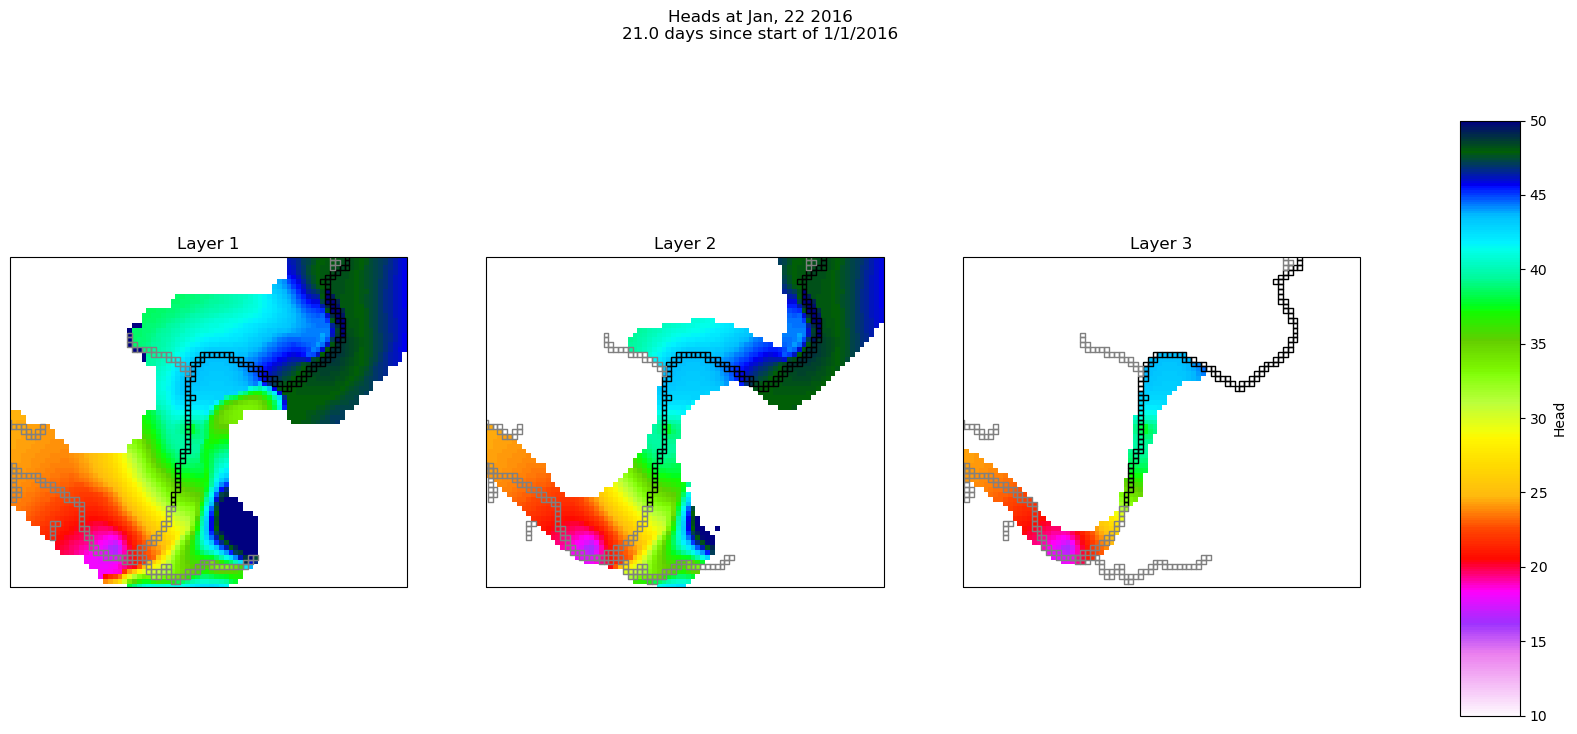 Heads at Jan, 22 2016
21.0 days since start of 1/1/2016
Layer 1
Layer 2
Layer 3
50
45
40
35
30
25
20
15
10
Head